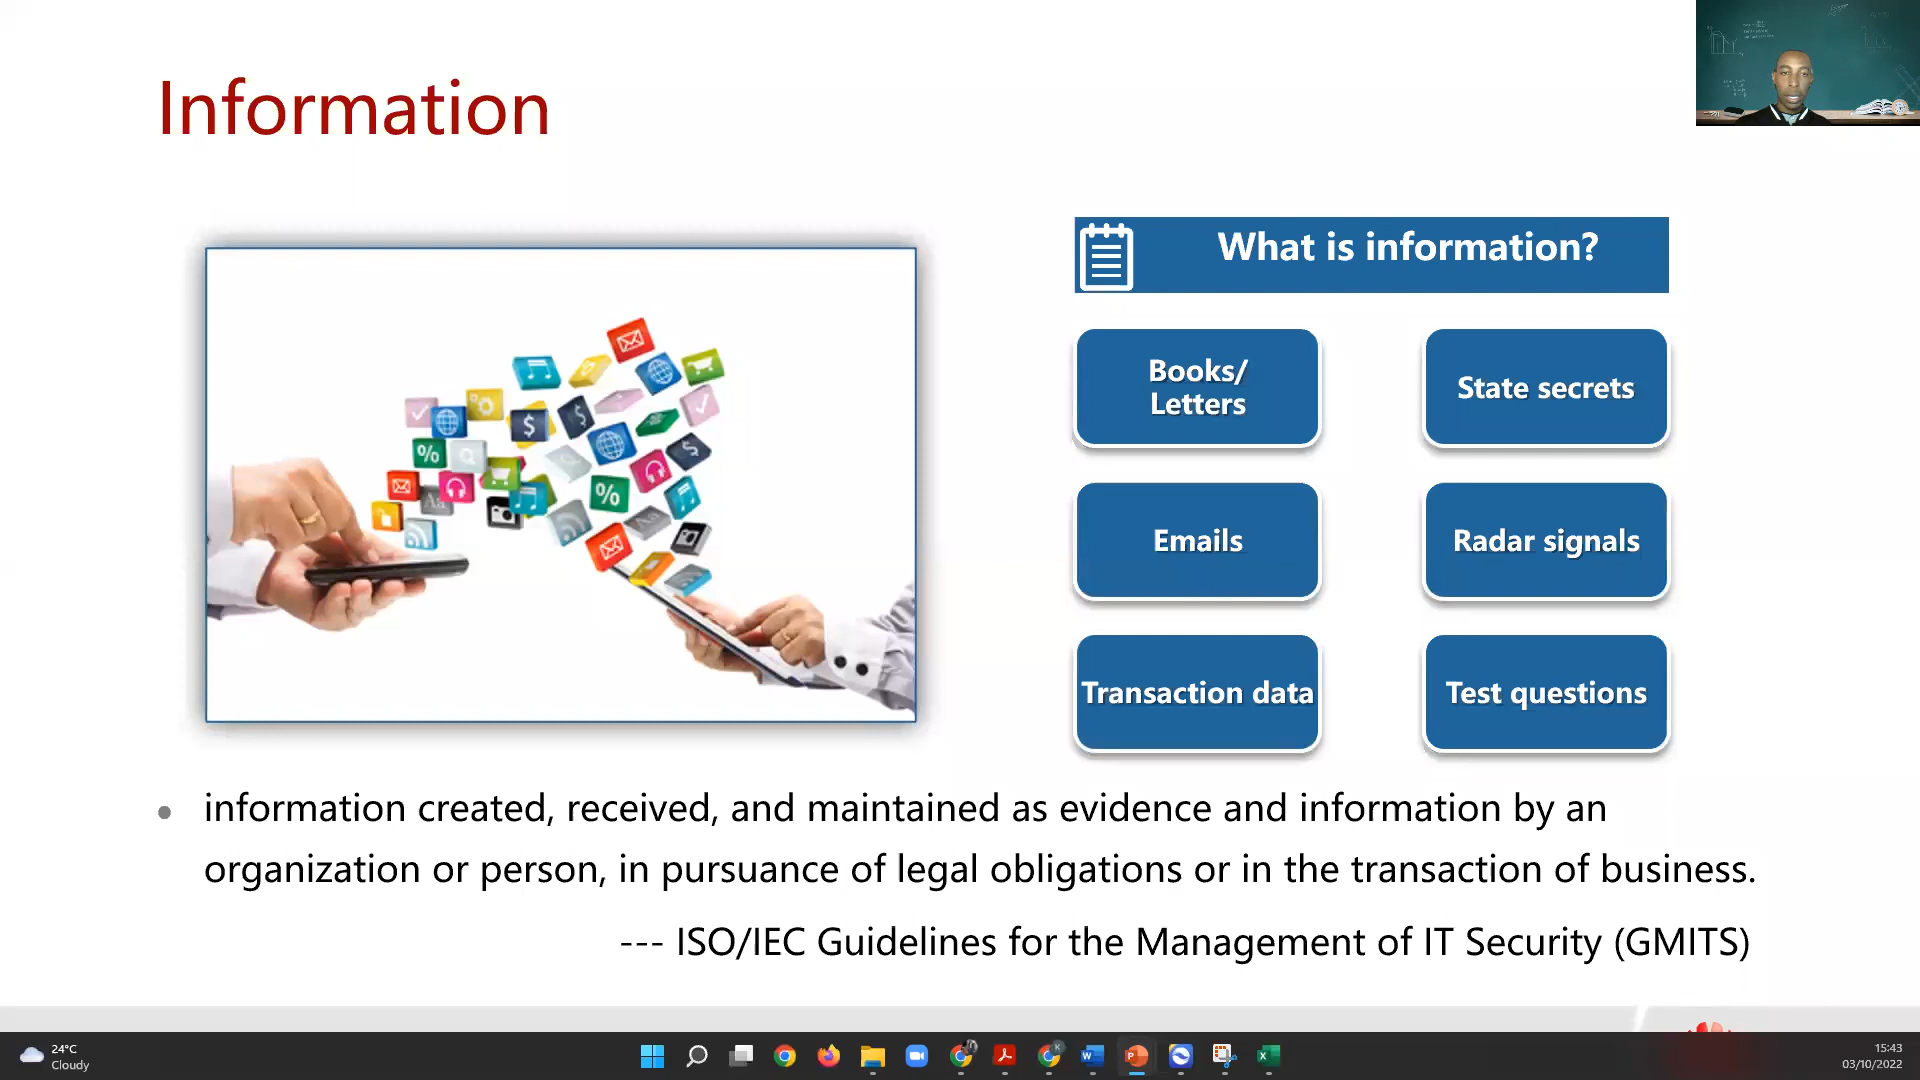 Information
What is information?
Books/
Letters
State secrets
Emails
Radar signals
Transaction data
Test questions
• information created, received, and maintained as evidence and information by an
organization or person, in pursuance of legal obligations or in the transaction of business.
--- ISO/IEC Guidelines for the Management of IT Security (GMITS)
24°C
Cloudy
15:43
03/10/2022